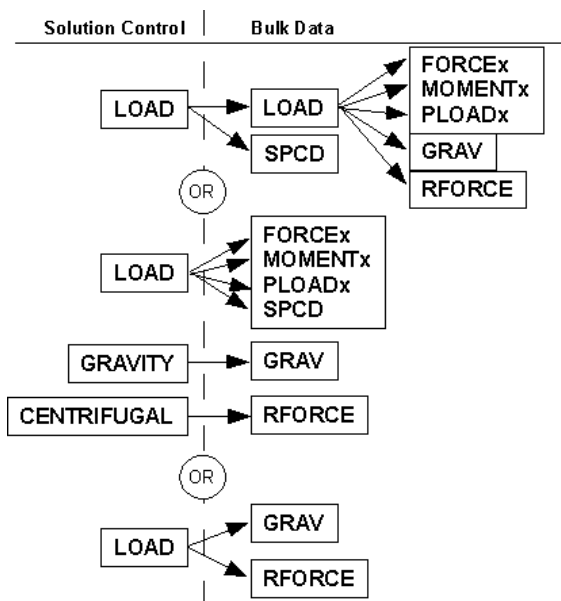 Solution Control
Bulk Data
LOAD
LOAD
FORCEx
MOMENTx
PLOADx
SPCD
GRAV
RFORCE
OR
LOAD
FORCEx
MOMENTx
PLOADx
SPCD
GRAVITY
GRAV
CENTRIFUGAL
RFORCE
OR
LOAD
GRAV
RFORCE